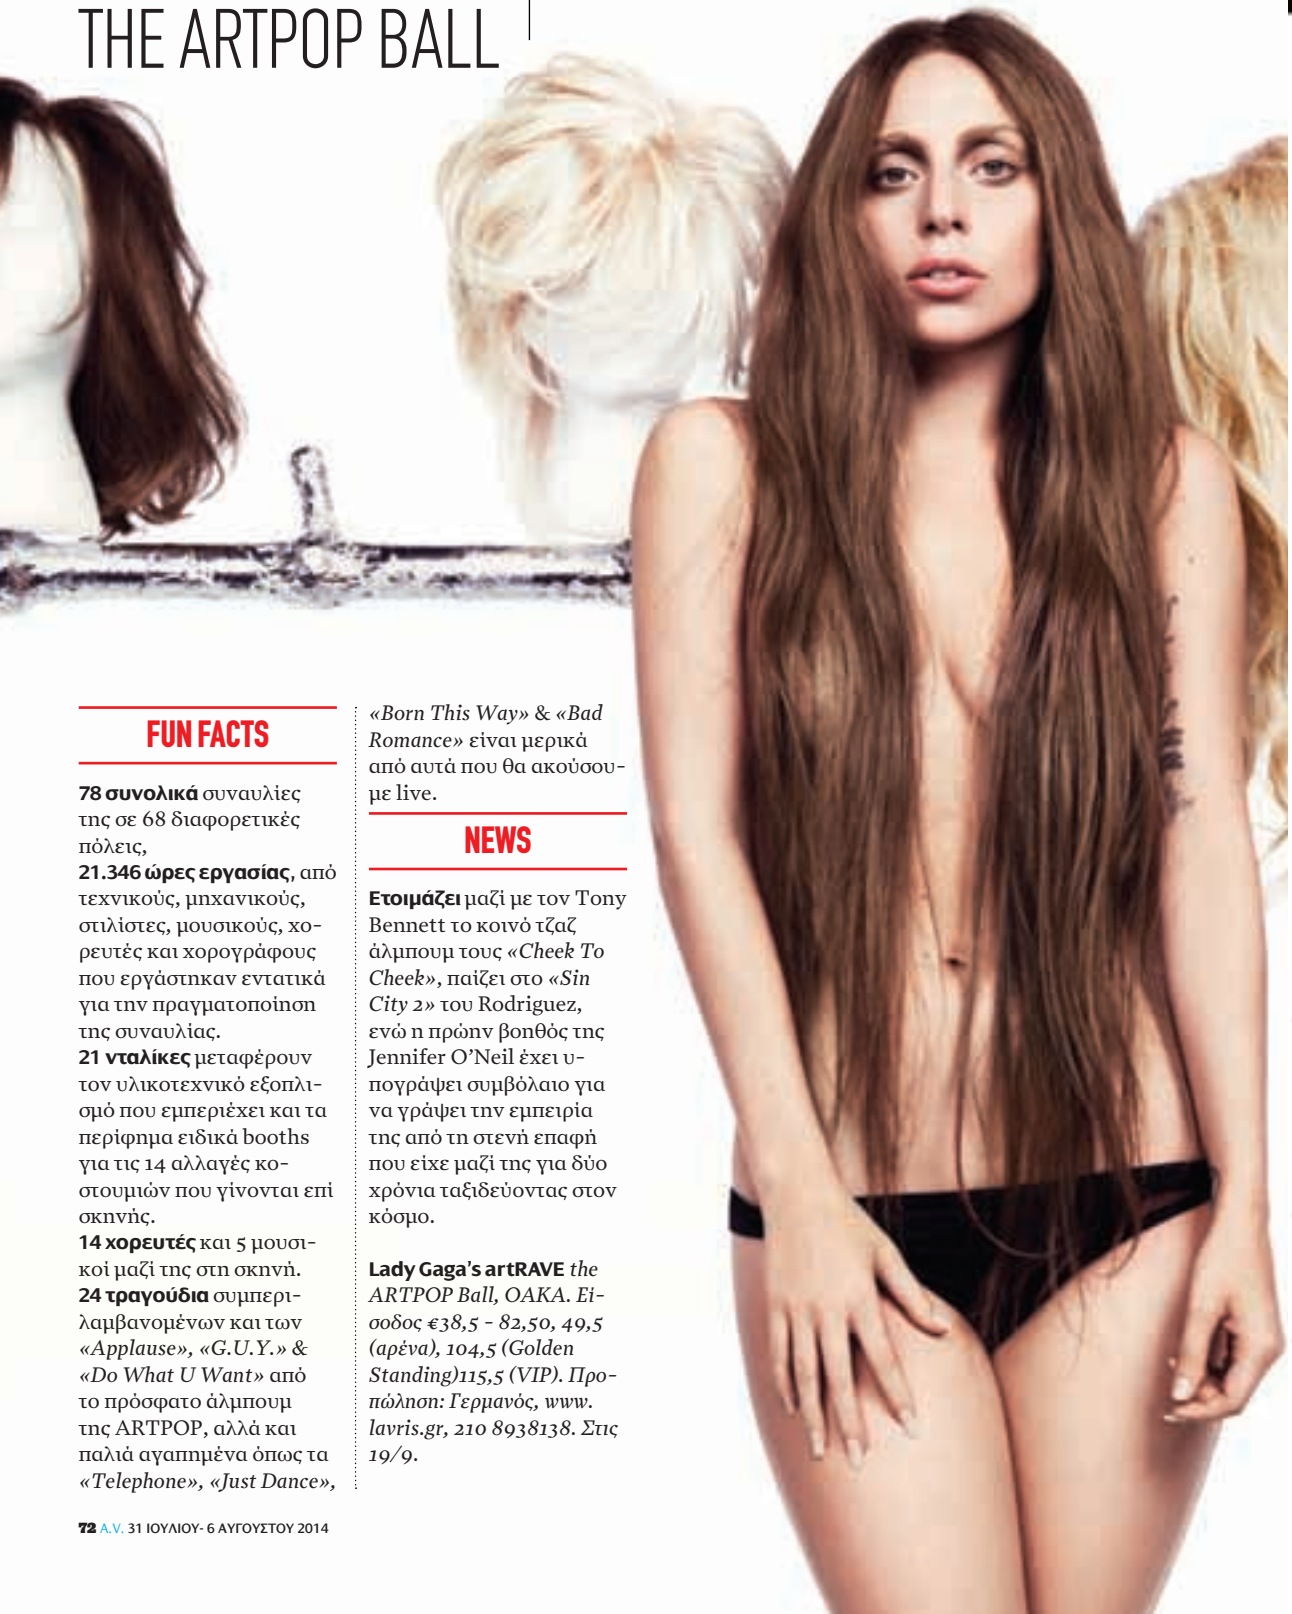 THE ARTPOP BALL
FUN FACTS
78 συνολικά συναυλίες
της σε 68 διαφορετικές
πόλεις,
21.346 ώρες εργασίας, από
τεχνικούς, μηχανικούς,
στιλίστες, μουσικούς, χο-
ρευτές και χορογράφους
που εργάστηκαν εντατικά
για την πραγματοποίηση
της συναυλίας.
21 νταλίκες μεταφέρουν
τον υλικοτεχνικό εξοπλι-
σμό που εμπεριέχει και τα
περίφημα ειδικά booths
για τις 14 αλλαγές κο-
στουμιών που γίνονται επί
σκηνής.
14 χορευτές και 5 μουσι-
κοί μαζί της στη σκηνή.
24 τραγούδια συμπερι-
λαμβανομένων και των
«Applause», «G.U.Y.» &
«Do What U Want» από
το πρόσφατο άλμπουμ
της ARTPOP, αλλά και
παλιά αγαπημένα όπως τα
«Telephone», «Just Dance»,
«Born This Way» & «Bad
Romance» είναι μερικά
από αυτά που θα ακούσου-
με live.
NEWS
Ετοιμάζει μαζί με τον Tony
Bennett το κοινό τζαζ
άλμπουμ τους «Cheek To
Cheek», παίζει στο «Sin
City 2» του Rodriguez,
ενώ η πρώην βοηθός της
Jennifer O’Neil έχει υ-
πογράψει συμβόλαιο για
να γράψει την εμπειρία
της από τη στενή επαφή
που είχε μαζί της για δύο
χρόνια ταξιδεύοντας στον
κόσμο.
Lady Gaga’s artRAVE the
ARTPOP Ball, ΟΑΚΑ. Εί-
σοδος €38,5 - 82,50, 49,5
(αρένα), 104,5 (Golden
Standing)115,5 (VIP). Προ-
πώληση: Γερμανός, www.
lavris.gr, 210 8938138. Στις
19/9.
72 A.V. 31 ΙΟΥΛΙΟΥ- 6 ΑΥΓΟΥΣΤΟΥ 2014